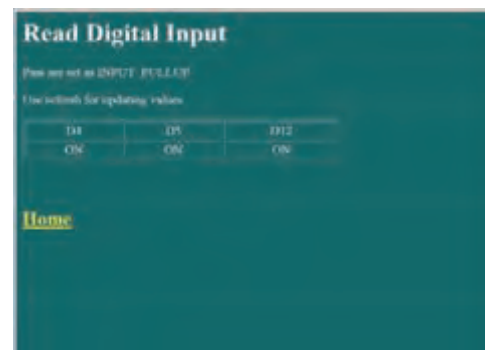 Read Digital Input
Pins are set as INPUT_PULLUP
Use refresh for updating values
D4 D5 D12
ON ON ON
Home